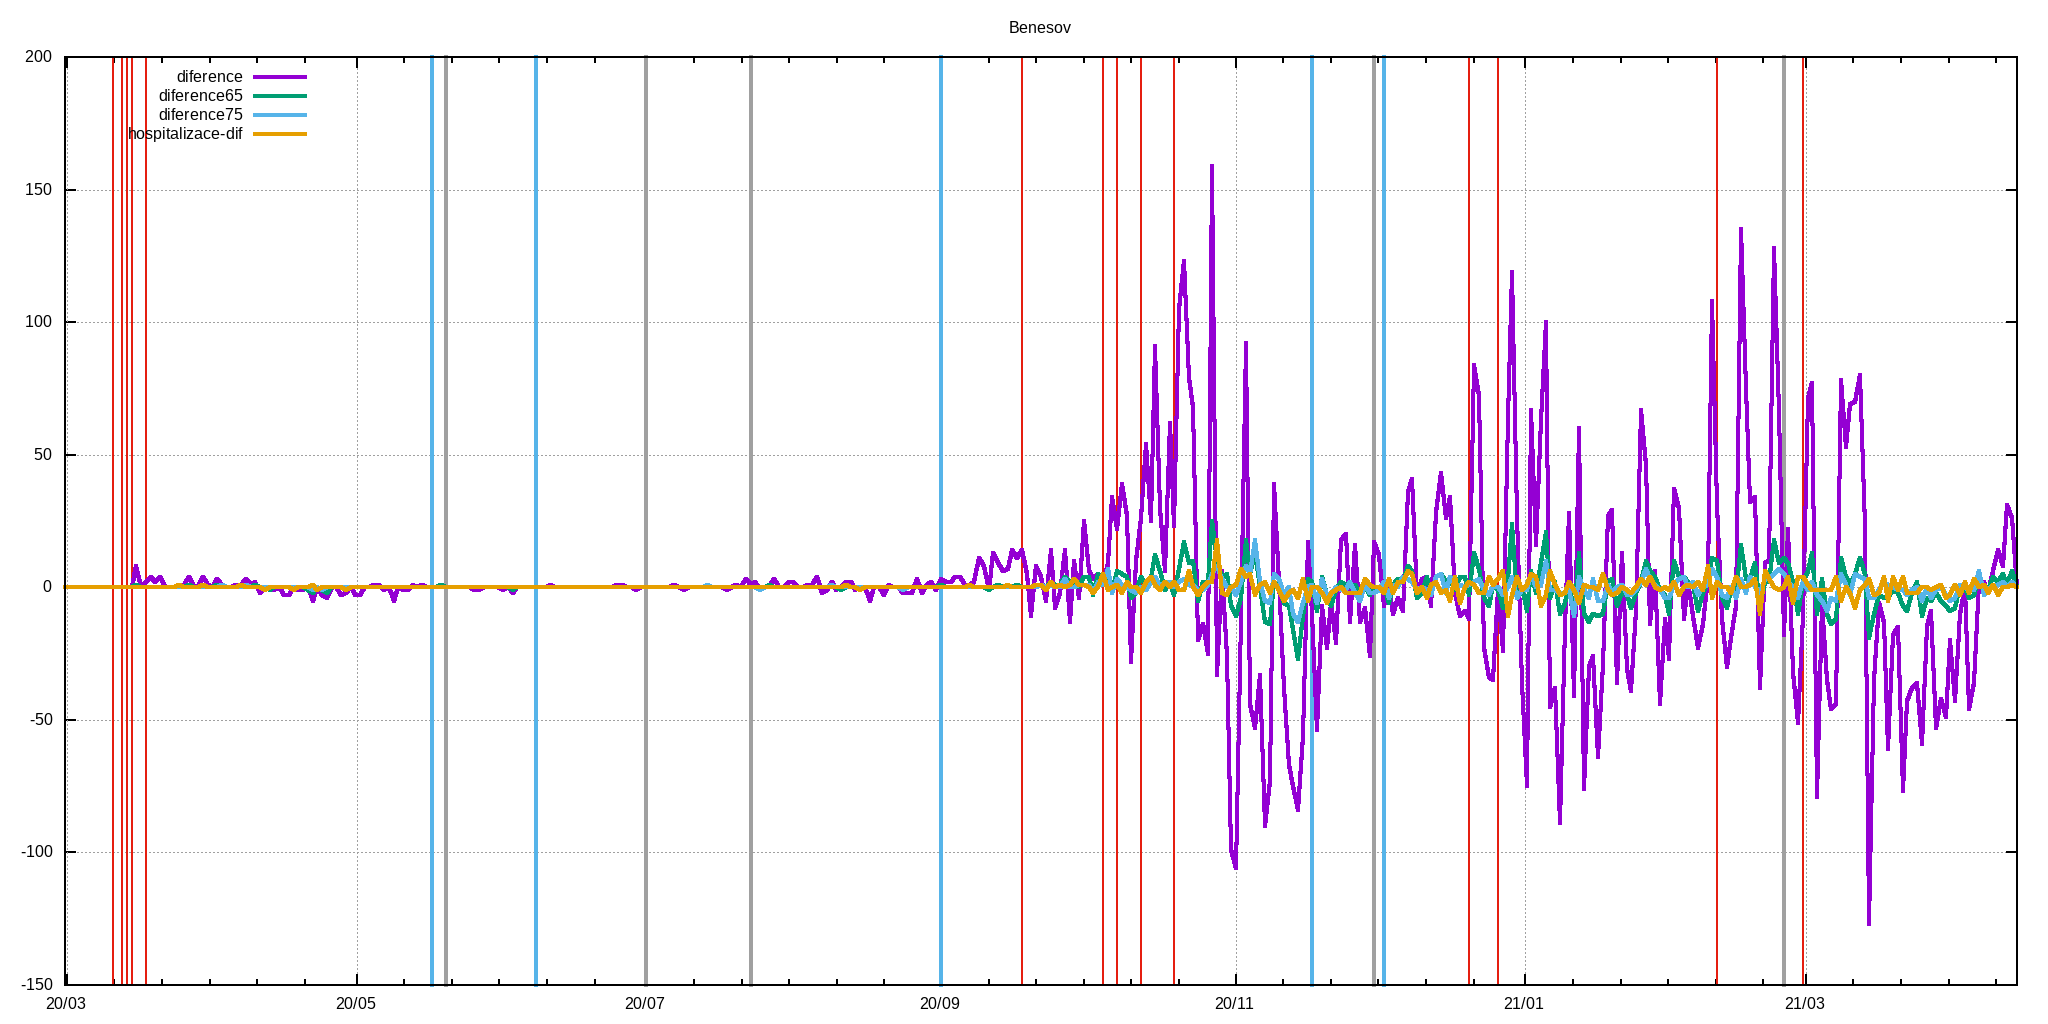 Benesov
200
150
100
50
0
-50
-100
-150
diference
diference65
diference75
hospitalizace-dif
20/03 20/05 20/07 20/09 20/11 21/01 21/03